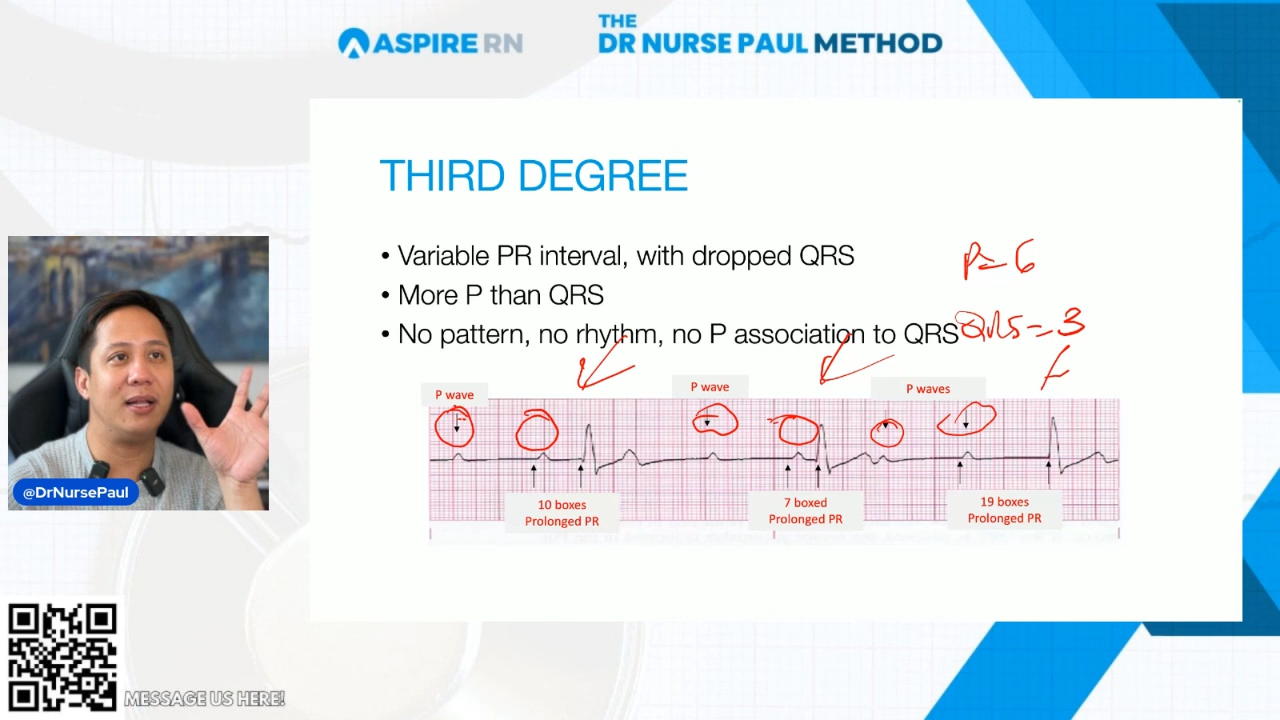 ASPIRE RN
THE
DR NURSE PAUL METHOD
THIRD DEGREE
• Variable PR interval, with dropped QRS
• More P than QRS
• No pattern, no rhythm, no P association to QRS
P= 6
QRS=3
P wave
P wave
P waves
10 boxes
Prolonged PR
7 boxed
Prolonged PR
19 boxes
Prolonged PR
@DrNursePaul
MESSAGE US HERE!